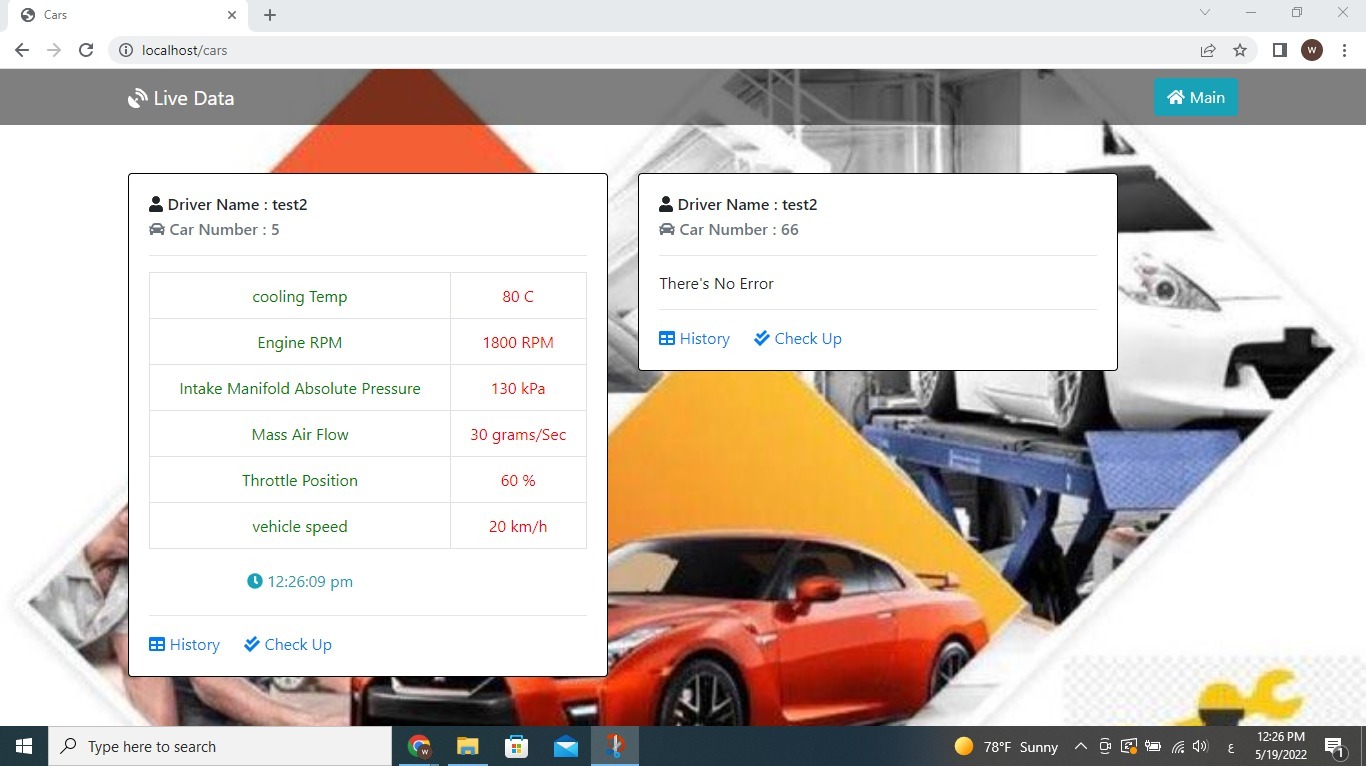 Cars
localhost/cars
W
Live Data
Main
Driver Name : test2
Car Number : 5
cooling Temp 80 C
Engine RPM 1800 RPM
Intake Manifold Absolute Pressure 130 kPa
Mass Air Flow 30 grams/Sec
Throttle Position 60 %
vehicle speed 20 km/h
12:26:09 pm
History Check Up
Driver Name : test2
Car Number : 66
There's No Error
History Check Up
Type here to search
W
78°F Sunny
ع
12:26 PM
5/19/2022
1